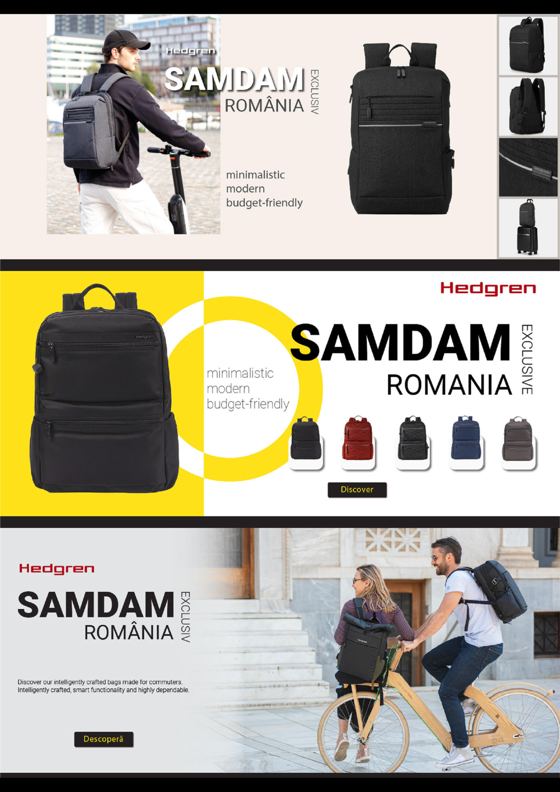 Hedgren
SAMDAM
ROMÂNIA
EXCLUSIV
minimalistic
modern
budget-friendly
Hedgren
SAMDAM
ROMANIA
EXCLUSIVE
minimalistic
modern
budget-friendly
Discover
Hedgren
SAMDAM
ROMÂNIA
EXCLUSIV
Discover our intelligently crafted bags made for commuters.
Intelligently crafted, smart functionality and highly dependable.
Descoperă